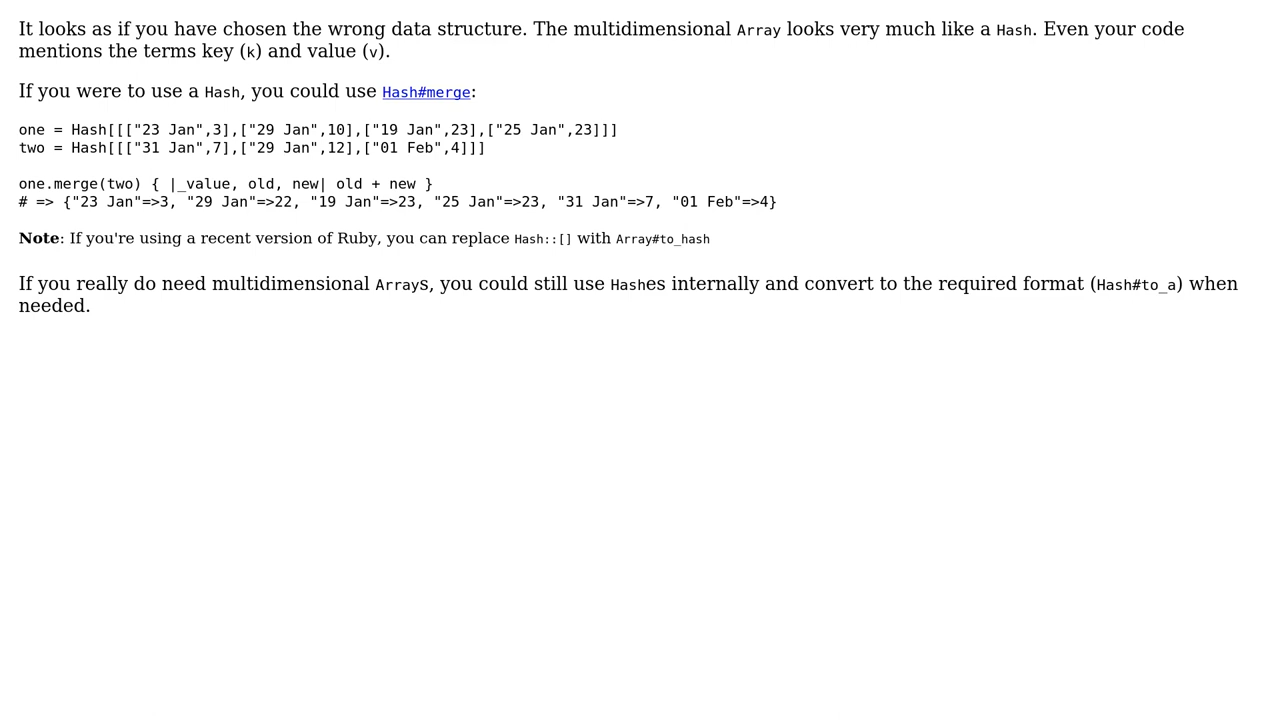 It looks as if you have chosen the wrong data structure. The multidimensional Array looks very much like a Hash. Even your code
mentions the terms key (k) and value (v).
If you were to use a Hash, you could use Hash#merge:
one = Hash[[["23 Jan",3],["29 Jan",10],["19 Jan",23],["25 Jan",23]]]
two = Hash[[["31 Jan",7],["29 Jan",12],["01 Feb",4]]]
one.merge(two) { |_value, old, new| old + new }
# => {"23 Jan"=>3, "29 Jan"=>22, "19 Jan"=>23, "25 Jan"=>23, "31 Jan"=>7, "01 Feb"=>4}
Note: If you're using a recent version of Ruby, you can replace Hash::[] with Array#to_hash
If you really do need multidimensional Arrays, you could still use Hashes internally and convert to the required format (Hash#to_a) when
needed.